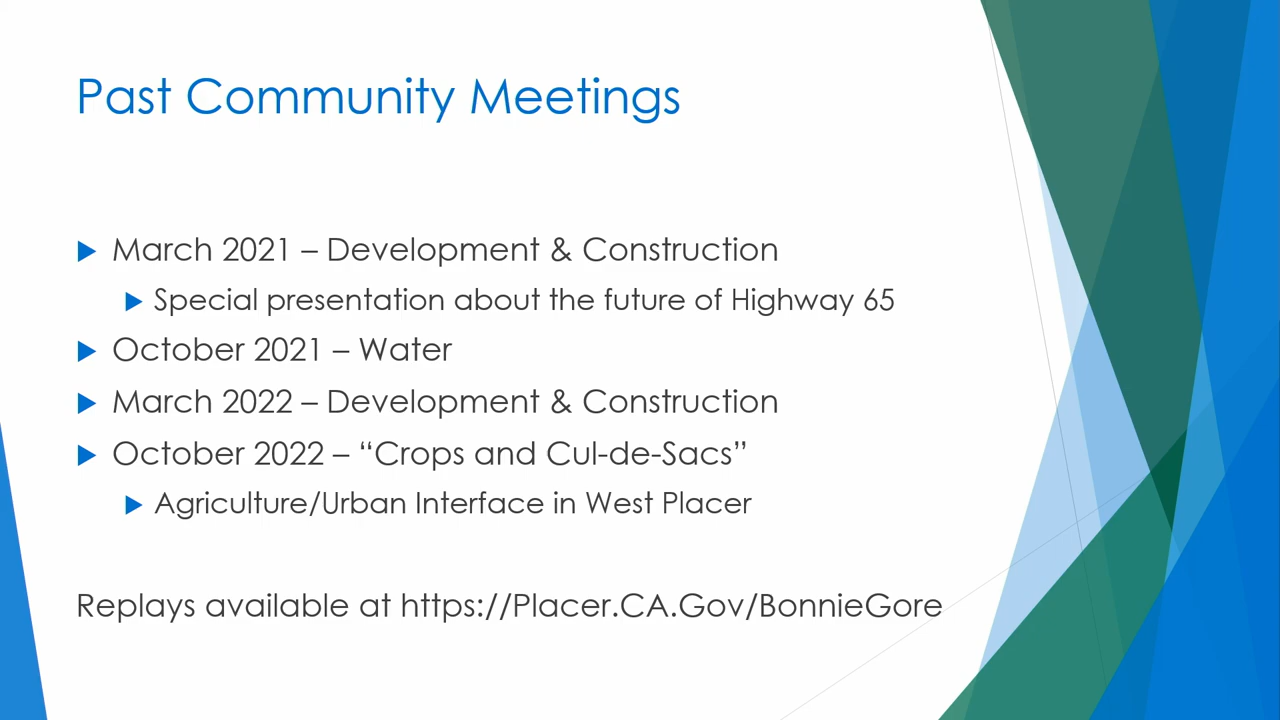 Past Community Meetings
March 2021 – Development & Construction
Special presentation about the future of Highway 65
October 2021 – Water
March 2022 – Development & Construction
October 2022 – “Crops and Cul-de-Sacs”
Agriculture/Urban Interface in West Placer
Replays available at https://Placer.CA.Gov/BonnieGore